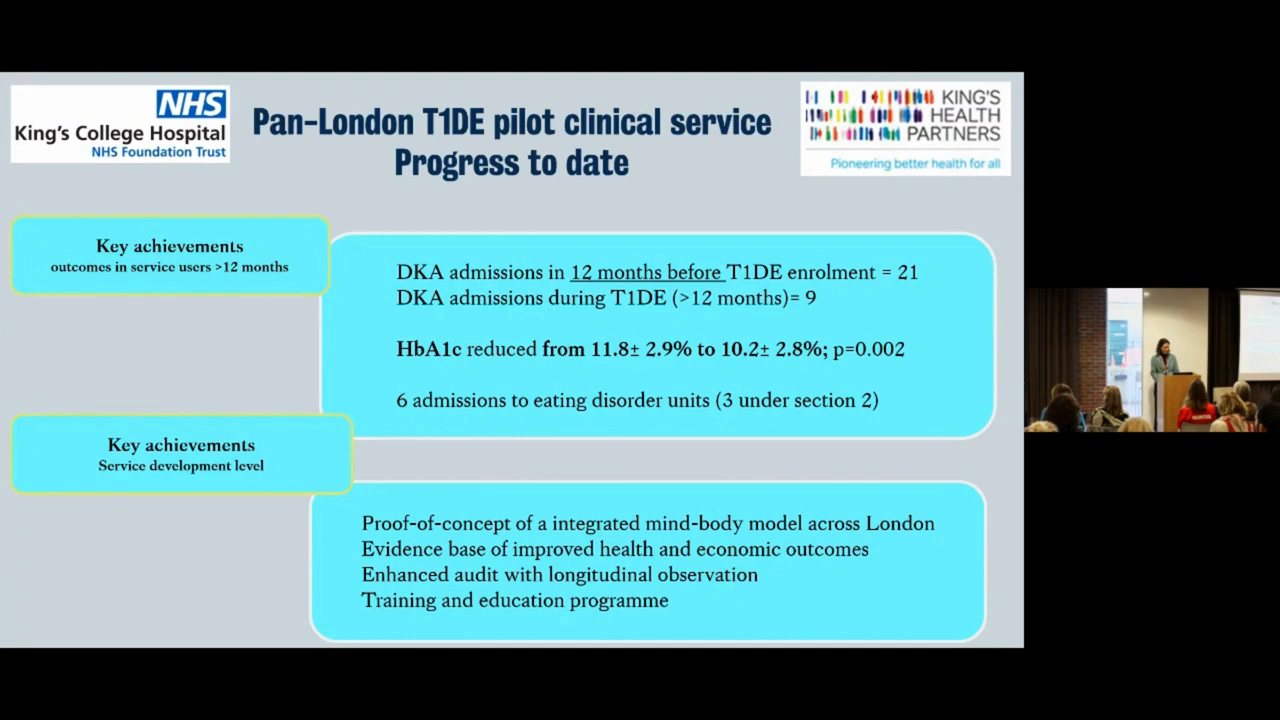 NHS
King's College Hospital
NHS Foundation Trust
Pan-London T1DE pilot clinical service
Progress to date
KING'S
HEALTH
PARTNERS
Pioneering better health for all
Key achievements
outcomes in service users >12 months
DKA admissions in 12 months before T1DE enrolment = 21
DKA admissions during T1DE (>12 months)= 9
HbA1c reduced from 11.8± 2.9% to 10.2± 2.8%; p=0.002
6 admissions to eating disorder units (3 under section 2)
Key achievements
Service development level
Proof-of-concept of a integrated mind-body model across London
Evidence base of improved health and economic outcomes
Enhanced audit with longitudinal observation
Training and education programme